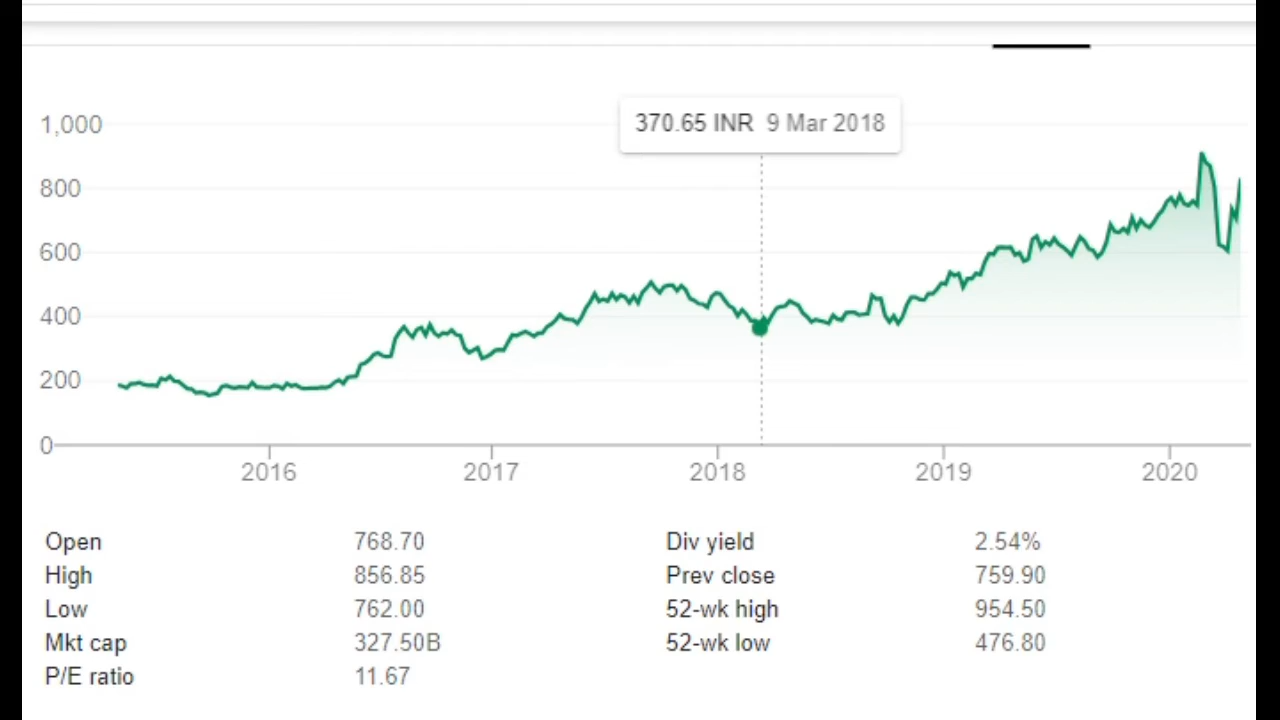 370.65 INR 9 Mar 2018
1,000
800
600
400
200
0
2016 2017 2018 2019 2020
Open 768.70 Div yield 2.54%
High 856.85 Prev close 759.90
Low 762.00 52-wk high 954.50
Mkt cap 327.50B 52-wk low 476.80
P/E ratio 11.67